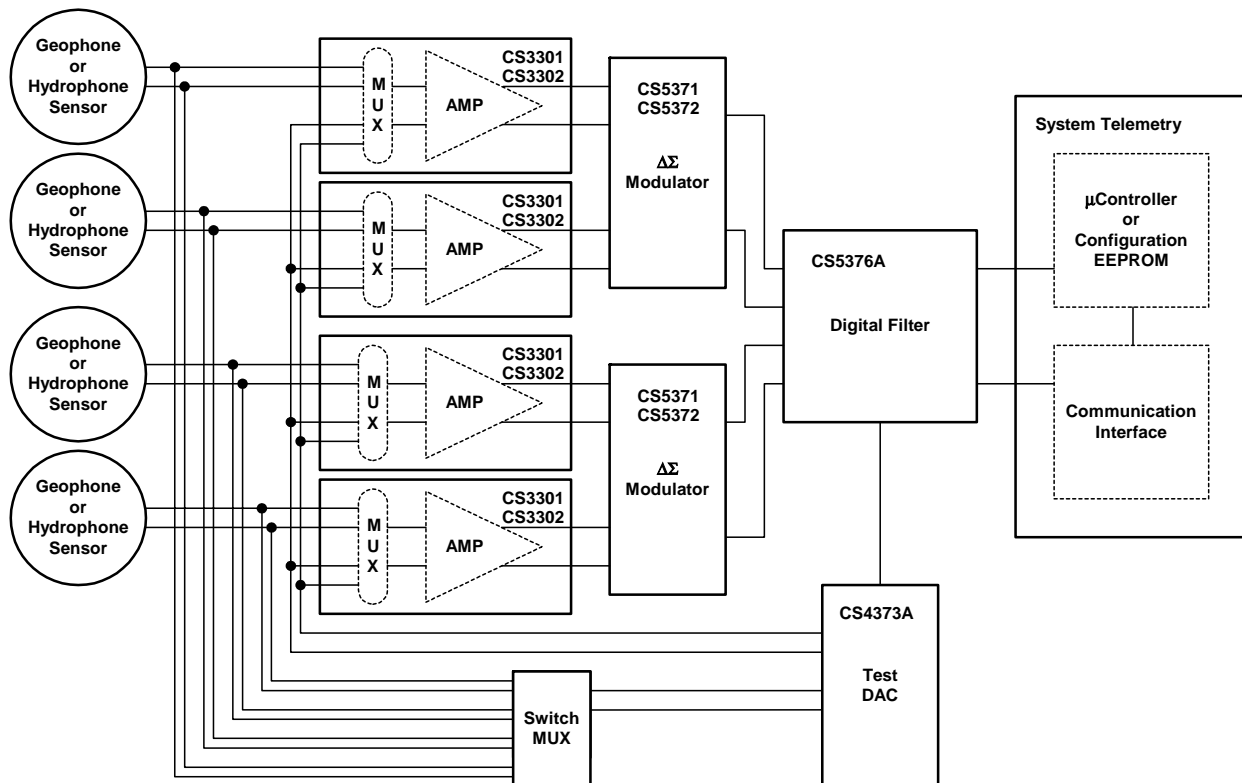 Geophone
or
Hydrophone
Sensor
M
U
X
AMP
CS3301
CS3302
CS5371
CS5372
ΔΣ
Modulator
System Telemetry
µController
or
Configuration
EEPROM
Geophone
or
Hydrophone
Sensor
M
U
X
AMP
CS3301
CS3302
CS5376A
Digital Filter
Geophone
or
Hydrophone
Sensor
M
U
X
AMP
CS3301
CS3302
CS5371
CS5372
ΔΣ
Modulator
Communication
Interface
Geophone
or
Hydrophone
Sensor
M
U
X
AMP
CS3301
CS3302
CS4373A
Test
DAC
Switch
MUX